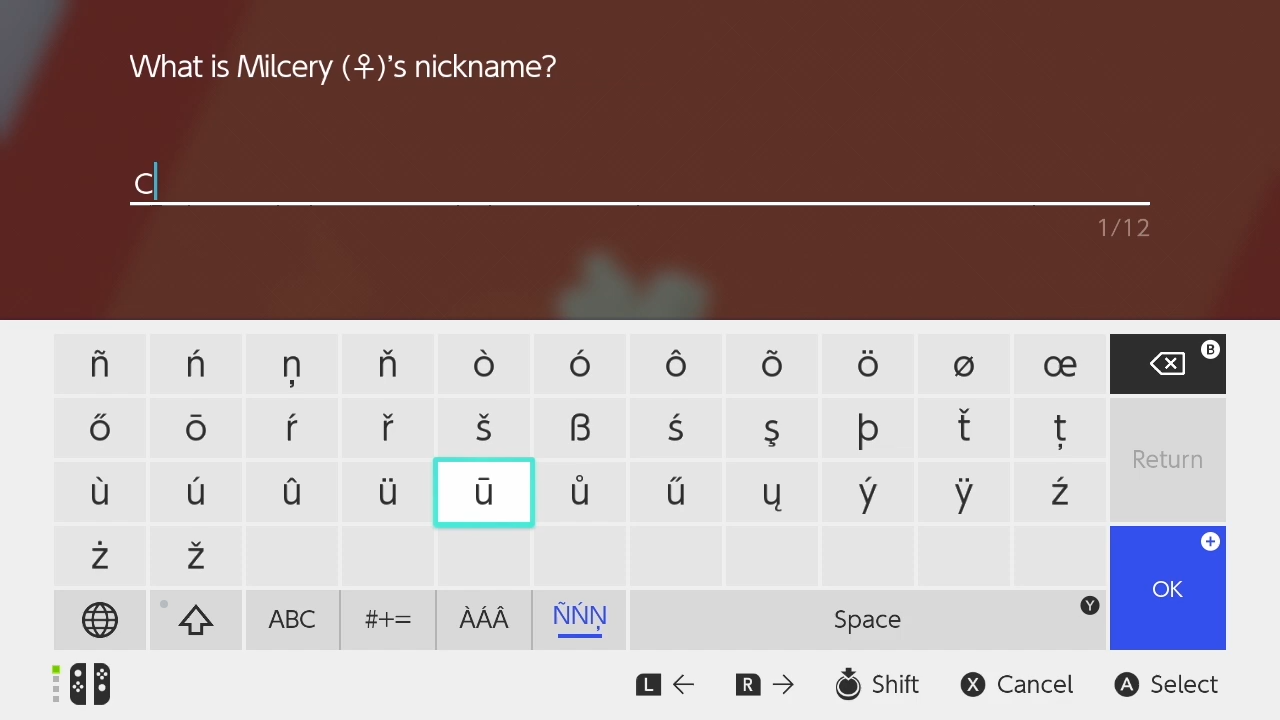 What is Milcery (♀)'s nickname?
C
1/12
ñ ń ņ ň ò ó ô õ ö ø œ B
ő ō ŕ ř š ß ś ş þ ť ţ Return
ù ú û ü ū ů ű ų ý ÿ ź
ż ž + OK
ABC #+= ÀÁÂ ÑŃŅ Space Y
L ← R → Shift X Cancel A Select